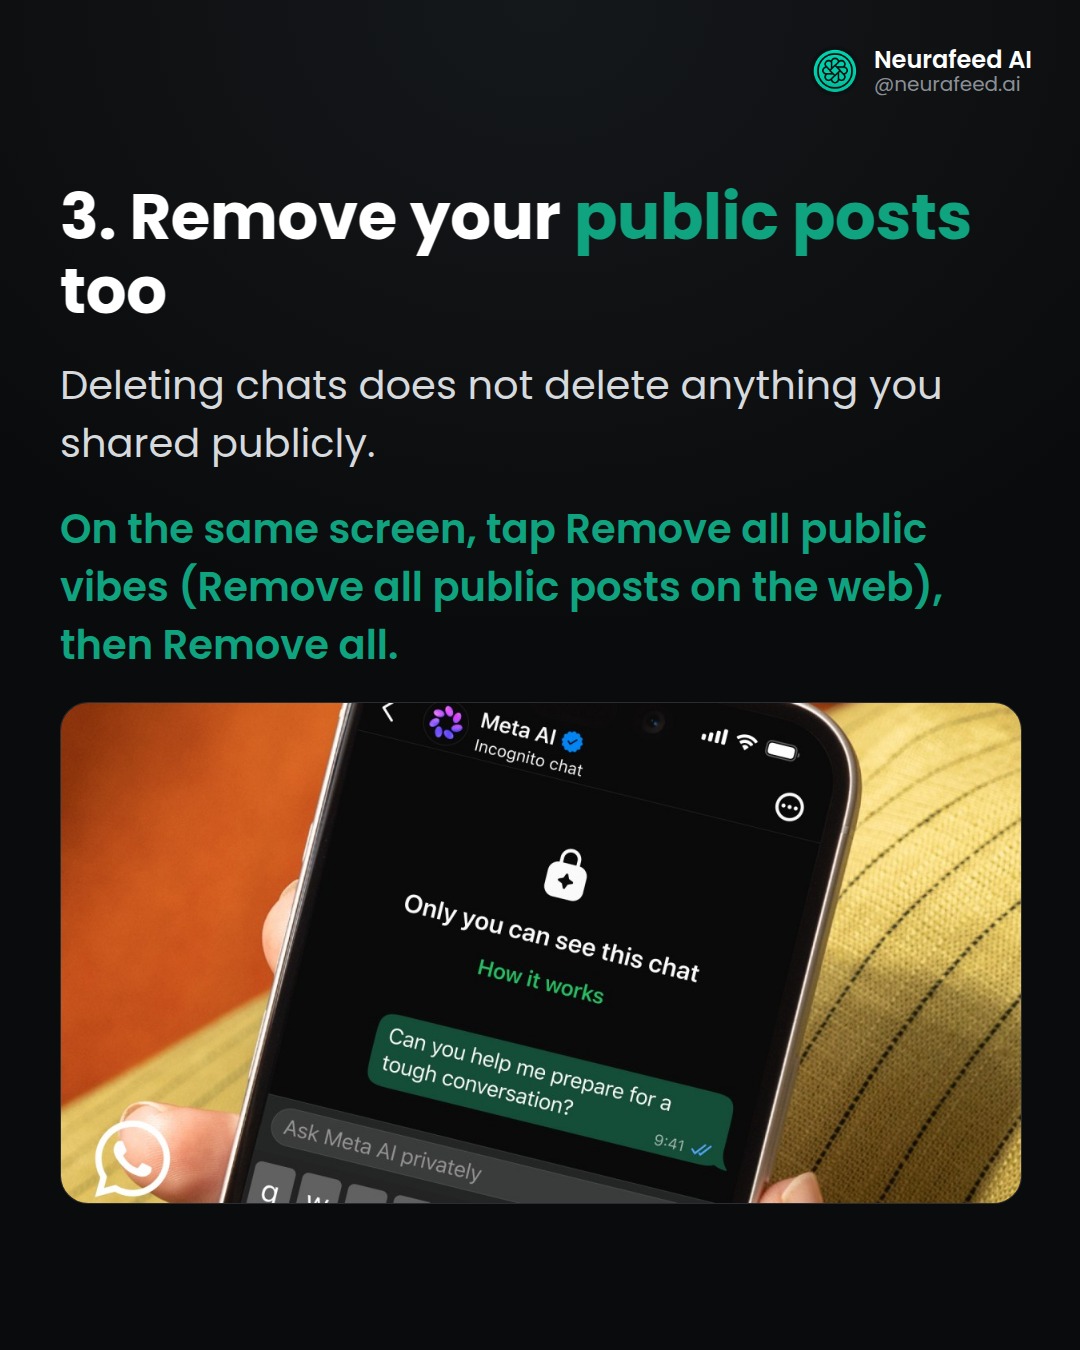 Neurafeed AI
@neurafeed.ai
3. Remove your public posts
too
Deleting chats does not delete anything you
shared publicly.
On the same screen, tap Remove all public
vibes (Remove all public posts on the web),
then Remove all.
Meta AI
Incognito chat
Only you can see this chat
How it works
Can you help me prepare for a
tough conversation?
9:41
Ask Meta AI privately
q w